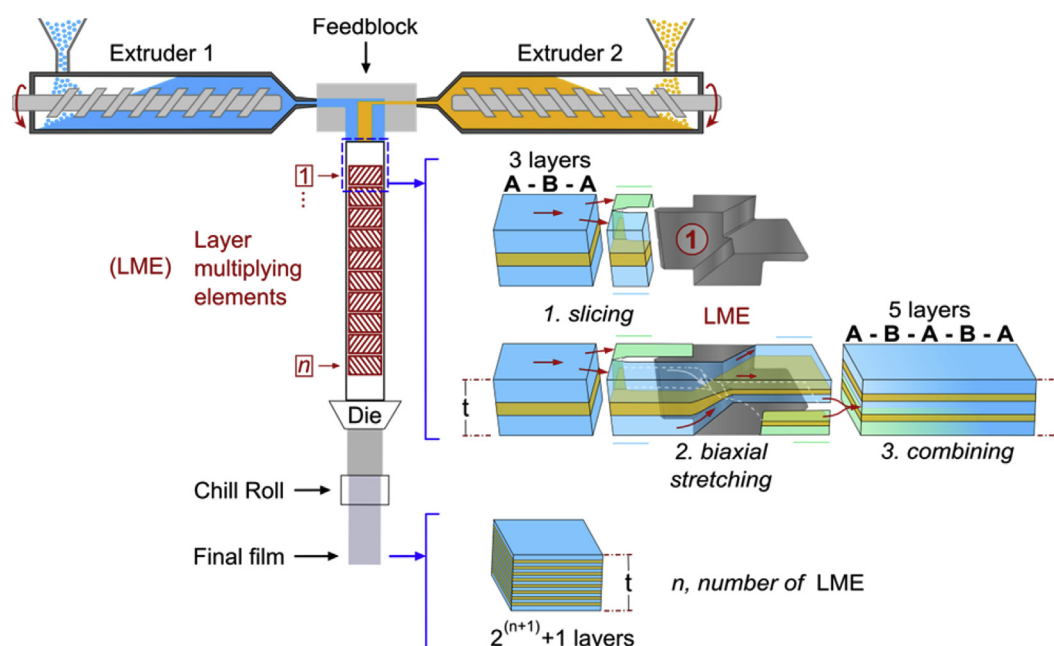 Feedblock
Extruder 1
Extruder 2
1
⋮
(LME)
Layer
multiplying
elements
n
Die
Chill Roll
Final film
3 layers
A - B - A
1
1. slicing
LME
5 layers
A - B - A - B - A
t
2. biaxial
stretching
3. combining
t
n, number of LME
2^(n+1)+1 layers